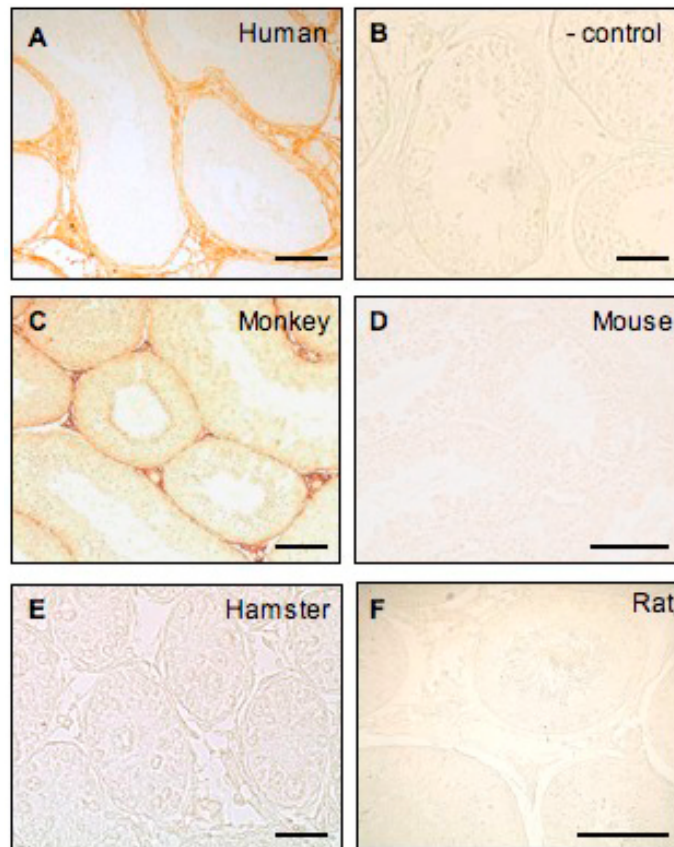 A Human
B - control
C Monkey
D Mouse
E Hamster
F Rat